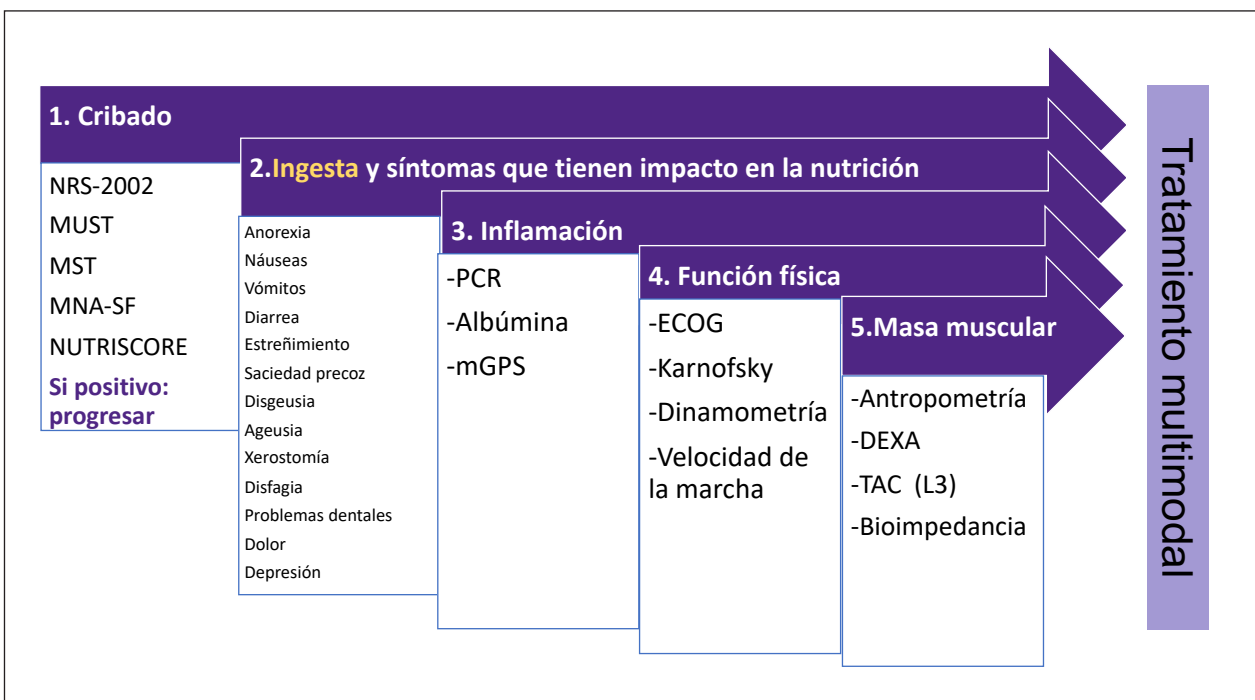 1. Cribado
NRS-2002
MUST
MST
MNA-SF
NUTRISCORE
Si positivo:
progresar
2.Ingesta y síntomas que tienen impacto en la nutrición
Anorexia
Náuseas
Vómitos
Diarrea
Estreñimiento
Saciedad precoz
Disgeusia
Ageusia
Xerostomía
Disfagia
Problemas dentales
Dolor
Depresión
3. Inflamación
-PCR
-Albúmina
-mGPS
4. Función física
-ECOG
-Karnofsky
-Dinamometría
-Velocidad de
la marcha
5.Masa muscular
-Antropometría
-DEXA
-TAC (L3)
-Bioimpedancia
Tratamiento multimodal